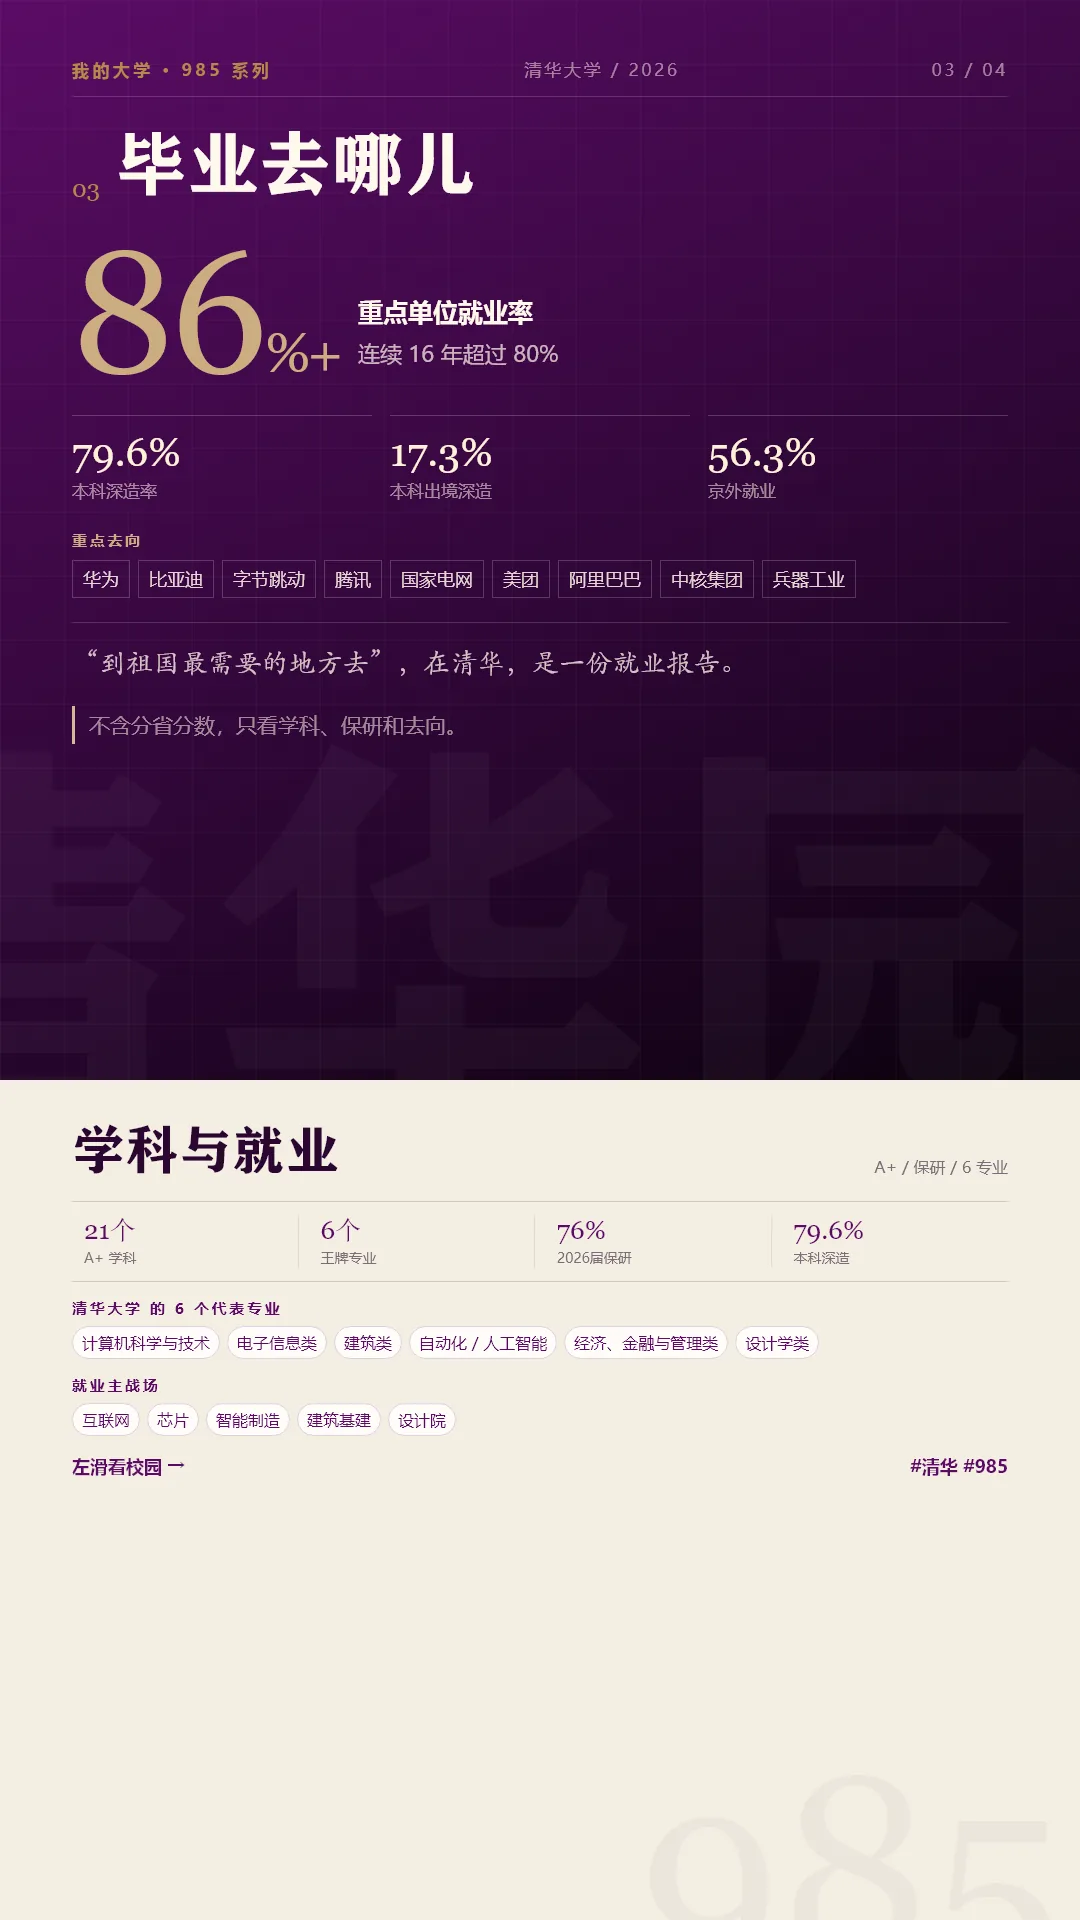 我的大学 · 985 系列
清华大学 / 2026
03 / 04
03 毕业去哪儿
86%+
重点单位就业率
连续 16 年超过 80%
79.6%
本科深造率
17.3%
本科出境深造
56.3%
京外就业
重点去向
华为 比亚迪 字节跳动 腾讯 国家电网 美团 阿里巴巴 中核集团 兵器工业
“到祖国最需要的地方去”，在清华，是一份就业报告。
不含分省分数，只看学科、保研和去向。
清华园
学科与就业
A+ / 保研 / 6 专业
21个
A+ 学科
6个
王牌专业
76%
2026届保研
79.6%
本科深造
清华大学 的 6 个代表专业
计算机科学与技术 电子信息类 建筑类 自动化 / 人工智能 经济、金融与管理类 设计学类
就业主战场
互联网 芯片 智能制造 建筑基建 设计院
左滑看校园 →
#清华 #985
985